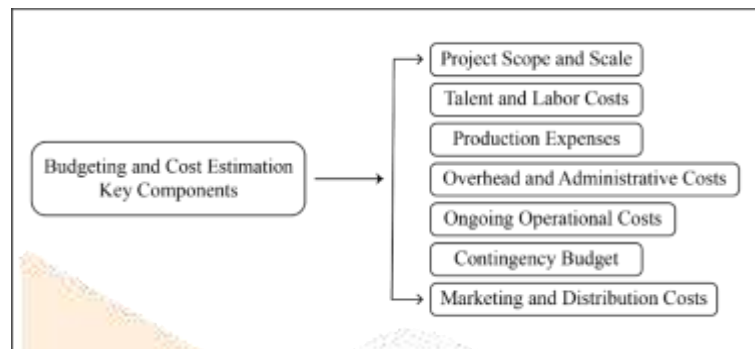 Budgeting and Cost Estimation
Key Components
Project Scope and Scale
Talent and Labor Costs
Production Expenses
Overhead and Administrative Costs
Ongoing Operational Costs
Contingency Budget
Marketing and Distribution Costs